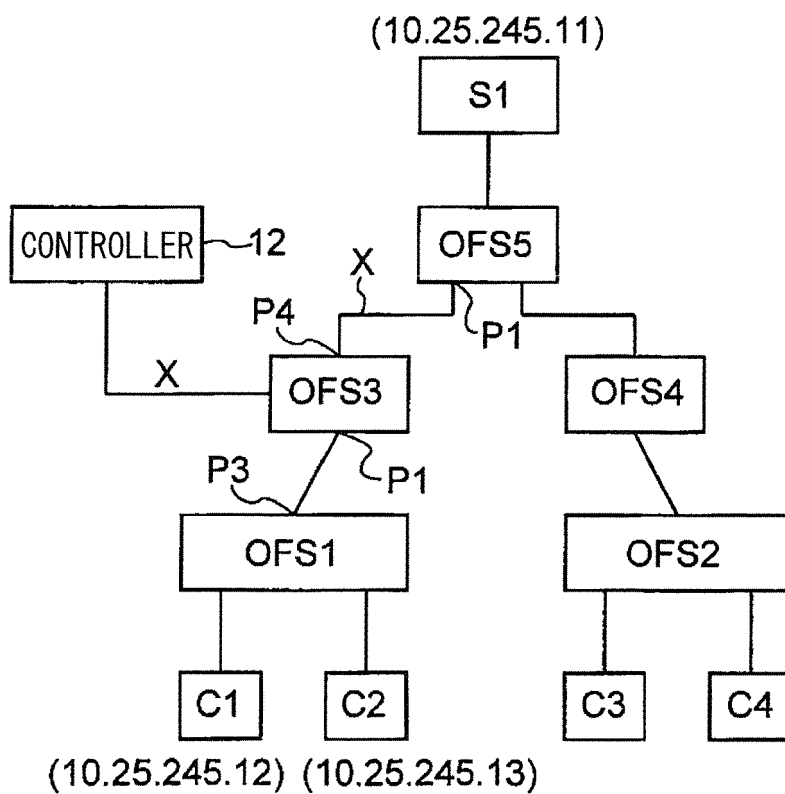 (10.25.245.11)
S1
CONTROLLER
12
OFS5
X
P4
P1
X
OFS3
OFS4
P3
P1
OFS1
OFS2
C1
C2
C3
C4
(10.25.245.12)
(10.25.245.13)